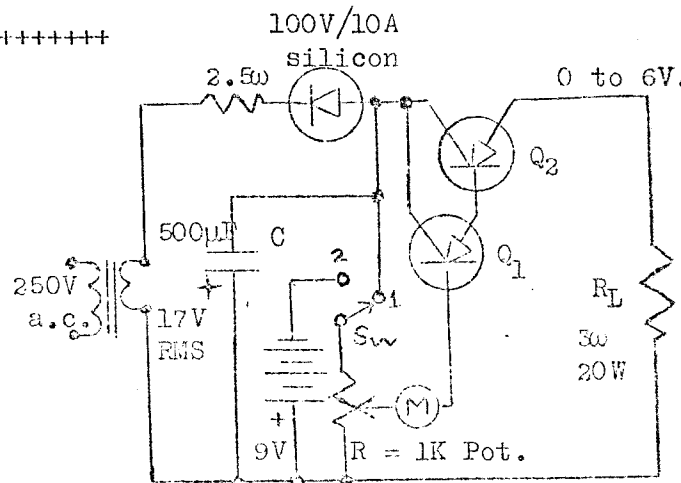 +++++++
100V/10A
silicon
2.5ω
0 to 6V.
Q2
500µF
C
2
Q1
250V
a.c.
17V
RMS
1
Sw
RL
3ω
20W
M
+
+
9V
R = 1K Pot.